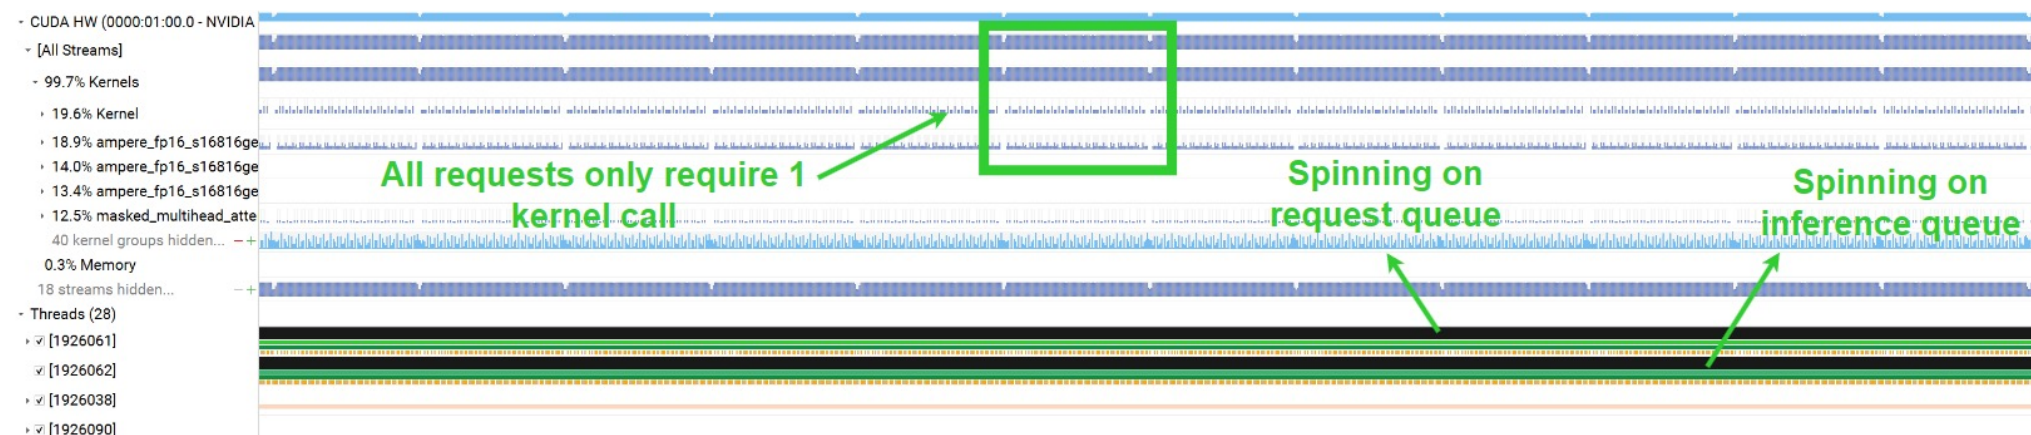 CUDA HW (0000:01:00.0 - NVIDIA
[All Streams]
99.7% Kernels
19.6% Kernel
18.9% ampere_fp16_s16816ge
14.0% ampere_fp16_s16816ge
13.4% ampere_fp16_s16816ge
12.5% masked_multihead_atte
40 kernel groups hidden... −+
0.3% Memory
18 streams hidden... −+
Threads (28)
[1926061]
[1926062]
[1926038]
[1926090]
All requests only require 1
kernel call
Spinning on
request queue
Spinning on
inference queue